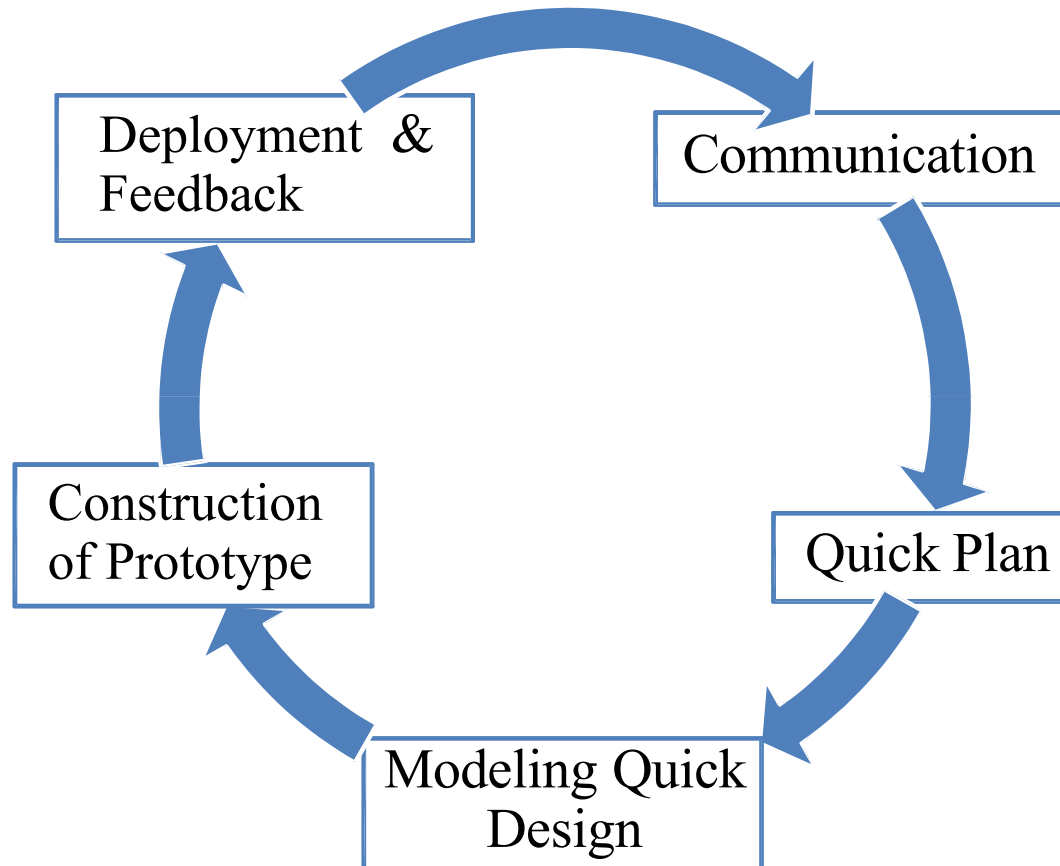 Deployment &
Feedback
Communication
Construction
of Prototype
Quick Plan
Modeling Quick
Design